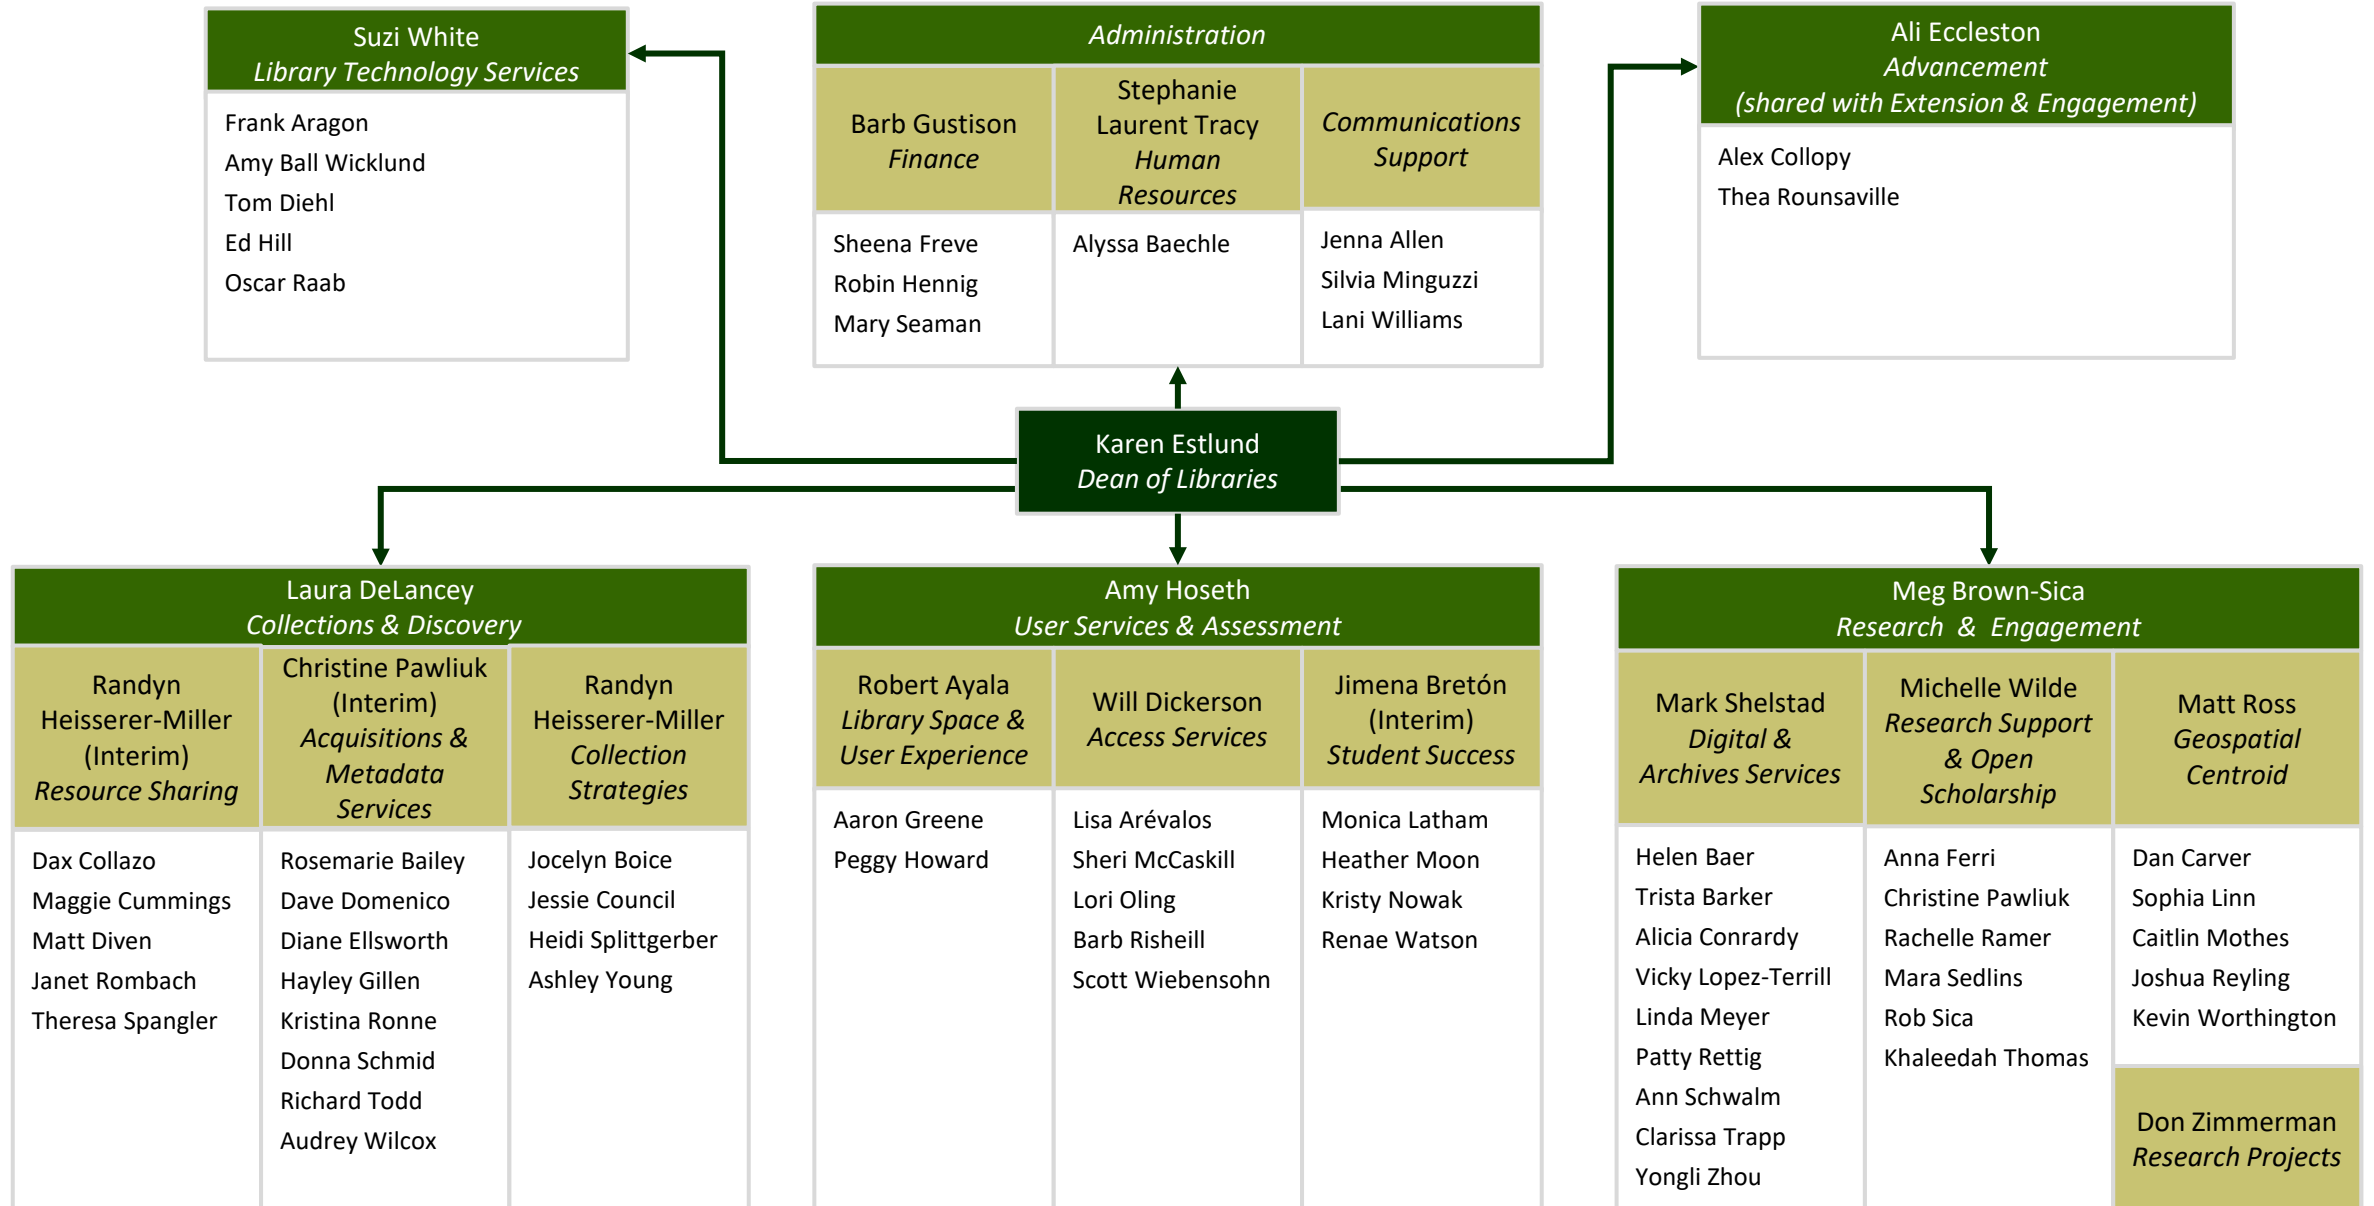 Suzi White
Library Technology Services
Frank Aragon
Amy Ball Wicklund
Tom Diehl
Ed Hill
Oscar Raab
Administration
Barb Gustison
Finance
Sheena Freve
Robin Hennig
Mary Seaman
Stephanie
Laurent Tracy
Human
Resources
Alyssa Baechle
Communications
Support
Jenna Allen
Silvia Minguzzi
Lani Williams
Ali Eccleston
Advancement
(shared with Extension & Engagement)
Alex Collopy
Thea Rounsaville
Karen Estlund
Dean of Libraries
Laura DeLancey
Collections & Discovery
Randyn
Heisserer-Miller
(Interim)
Resource Sharing
Dax Collazo
Maggie Cummings
Matt Diven
Janet Rombach
Theresa Spangler
Christine Pawliuk
(Interim)
Acquisitions &
Metadata
Services
Rosemarie Bailey
Dave Domenico
Diane Ellsworth
Hayley Gillen
Kristina Ronne
Donna Schmid
Richard Todd
Audrey Wilcox
Randyn
Heisserer-Miller
Collection
Strategies
Jocelyn Boice
Jessie Council
Heidi Splittgerber
Ashley Young
Amy Hoseth
User Services & Assessment
Robert Ayala
Library Space &
User Experience
Aaron Greene
Peggy Howard
Will Dickerson
Access Services
Lisa Arévalos
Sheri McCaskill
Lori Oling
Barb Risheill
Scott Wiebensohn
Jimena Bretón
(Interim)
Student Success
Monica Latham
Heather Moon
Kristy Nowak
Renae Watson
Meg Brown-Sica
Research & Engagement
Mark Shelstad
Digital &
Archives Services
Helen Baer
Trista Barker
Alicia Conrardy
Vicky Lopez-Terrill
Linda Meyer
Patty Rettig
Ann Schwalm
Clarissa Trapp
Yongli Zhou
Michelle Wilde
Research Support
& Open
Scholarship
Anna Ferri
Christine Pawliuk
Rachelle Ramer
Mara Sedlins
Rob Sica
Khaleedah Thomas
Matt Ross
Geospatial
Centroid
Dan Carver
Sophia Linn
Caitlin Mothes
Joshua Reyling
Kevin Worthington
Don Zimmerman
Research Projects